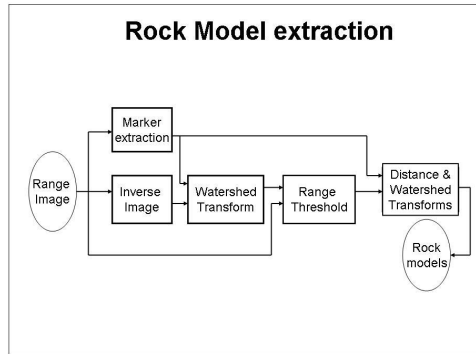 Rock Model extraction
Marker
extraction
Range
Image
Inverse
Image
Watershed
Transform
Range
Threshold
Distance &
Watershed
Transforms
Rock
models